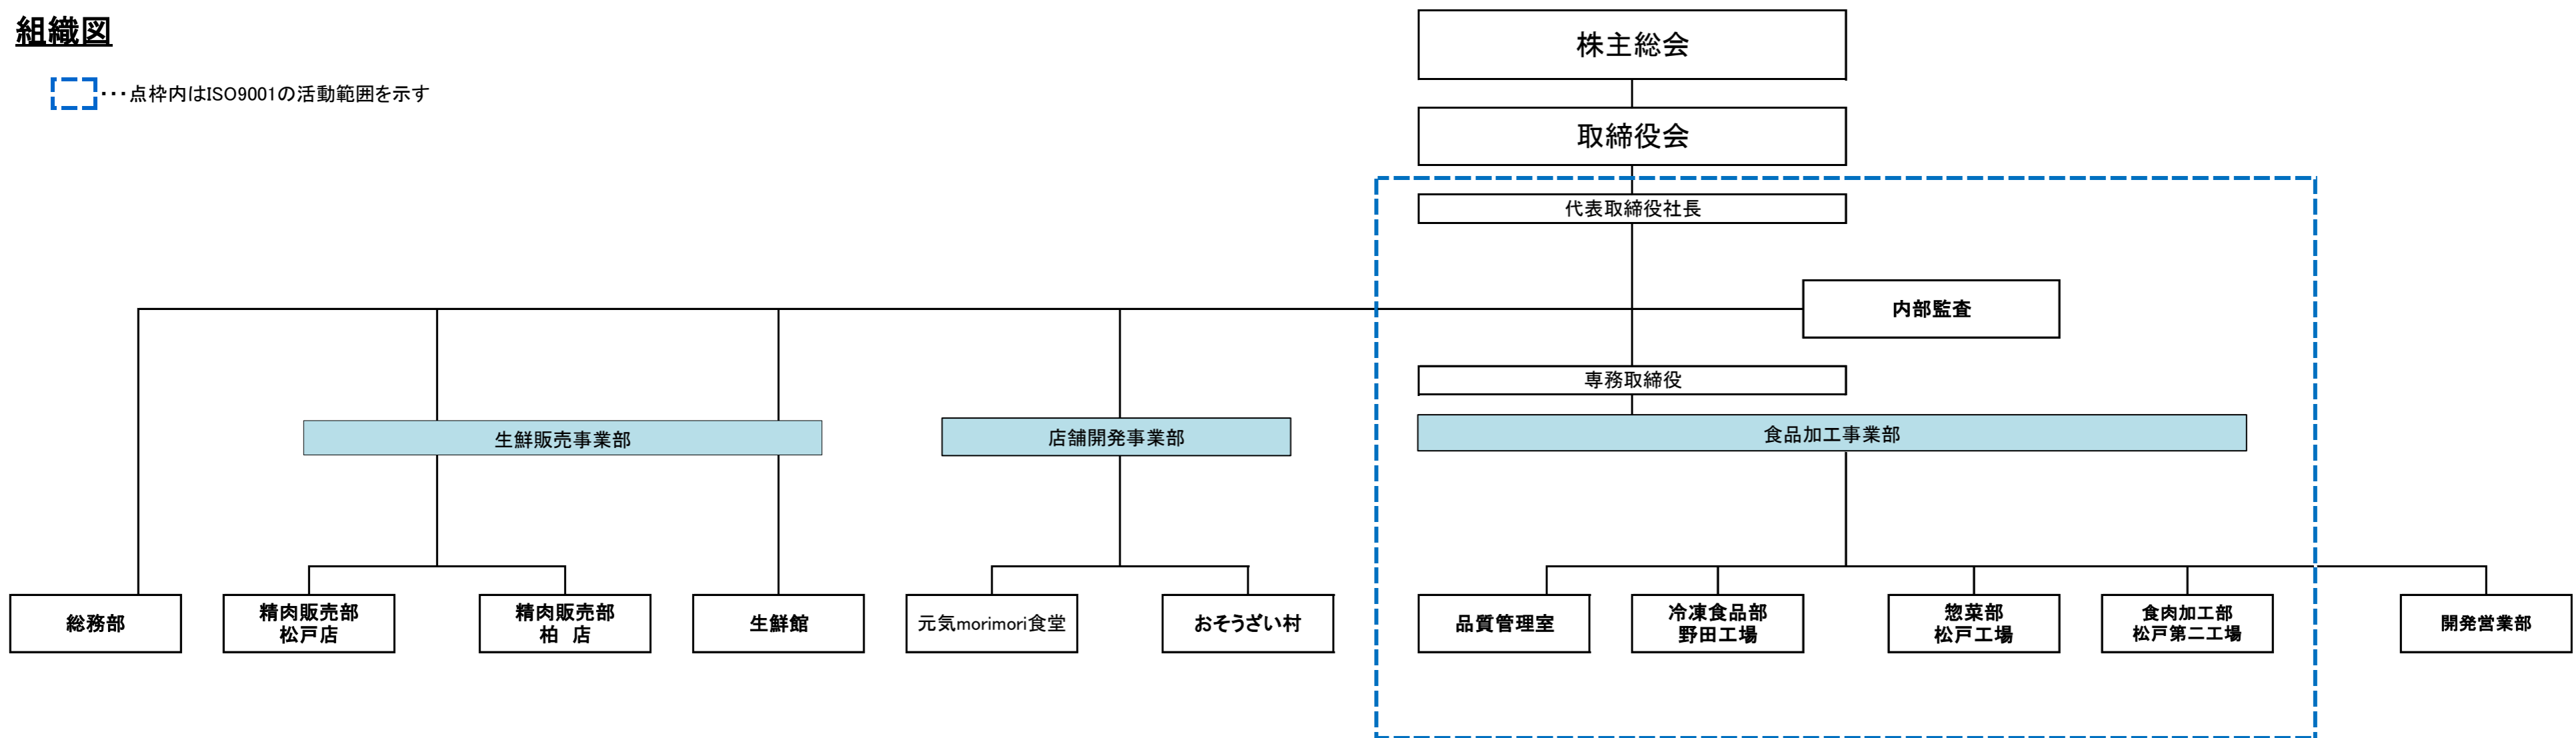 組織図
･･･点枠内はISO9001の活動範囲を示す
株主総会
取締役会
代表取締役社長
内部監査
専務取締役
生鮮販売事業部
店舗開発事業部
食品加工事業部
総務部
精肉販売部
松戸店
精肉販売部
柏　店
生鮮館
元気morimori食堂
おそうざい村
品質管理室
冷凍食品部
野田工場
惣菜部
松戸工場
食肉加工部
松戸第二工場
開発営業部